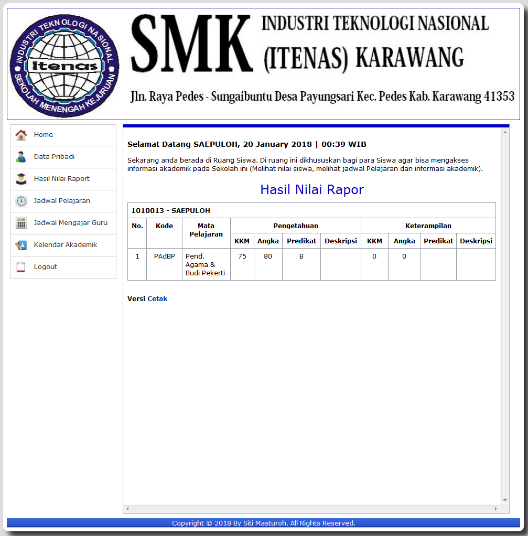 INDUSTRI TEKNOLOGI NASIONAL
Itenas
SEKOLAH MENENGAH KEJURUAN
SMK INDUSTRI TEKNOLOGI NASIONAL
(ITENAS) KARAWANG
Jln. Raya Pedes - Sungaibuntu Desa Payungsari Kec. Pedes Kab. Karawang 41353
Home
Data Pribadi
Hasil Nilai Raport
Jadwal Pelajaran
Jadwal Mengajar Guru
Kalendar Akademik
Logout
Selamat Datang SAEPULOH, 20 January 2018 | 00:39 WIB
Sekarang anda berada di Ruang Siswa. Di ruang ini dikhususkan bagi para Siswa agar bisa mengakses
informasi akademik pada Sekolah ini (Melihat nilai siswa, melihat jadwal Pelajaran dan informasi akademik).
Hasil Nilai Rapor
1010013 - SAEPULOH
No. Kode Mata Pelajaran Pengetahuan Keterampilan
KKM Angka Predikat Deskripsi KKM Angka Predikat Deskripsi
1 PAdBP Pend. 75 80 B 0 0
Agama &
Budi Pekerti
Versi Cetak
Copyright © 2018 By Siti Masturoh. All Rights Reserved.